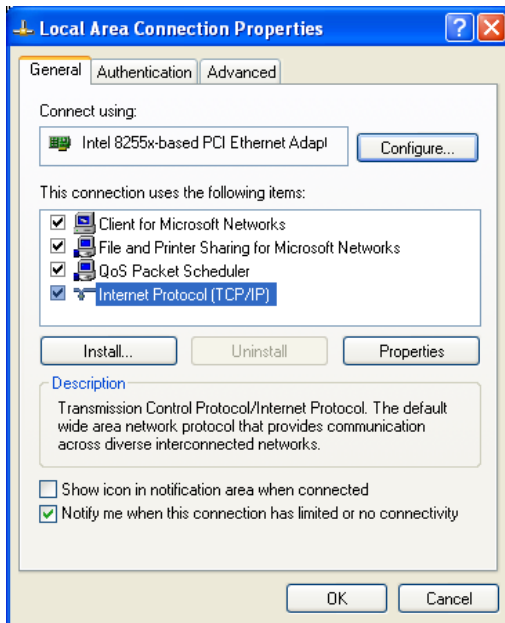 Local Area Connection Properties
General Authentication Advanced
Connect using:
Intel 8255x-based PCI Ethernet Adapt
Configure...
This connection uses the following items:
Client for Microsoft Networks
File and Printer Sharing for Microsoft Networks
QoS Packet Scheduler
Internet Protocol (TCP/IP)
Install... Uninstall Properties
Description
Transmission Control Protocol/Internet Protocol. The default
wide area network protocol that provides communication
across diverse interconnected networks.
Show icon in notification area when connected
Notify me when this connection has limited or no connectivity
OK Cancel